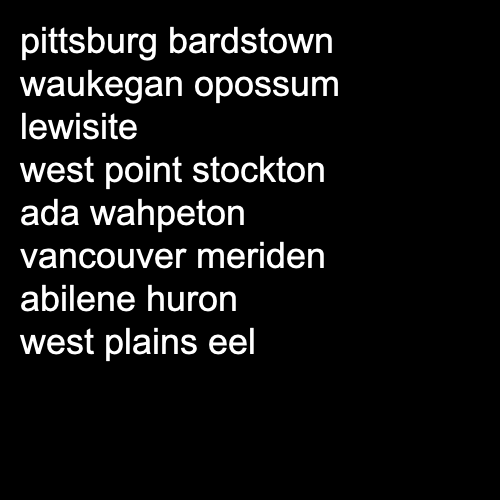 pittsburg bardstown
waukegan opossum
lewisite
west point stockton
ada wahpeton
vancouver meriden
abilene huron
west plains eel